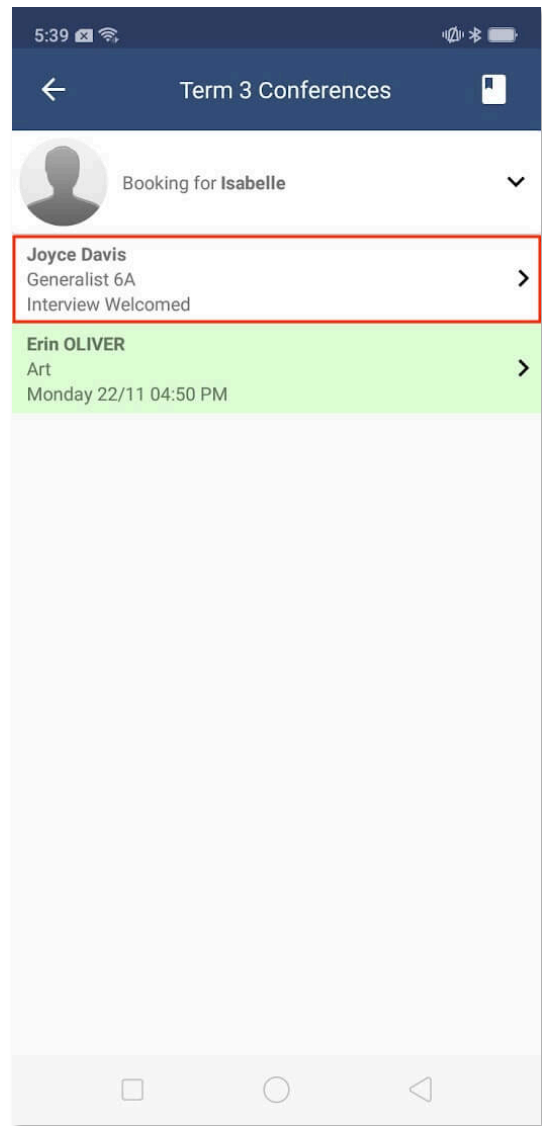 5:39
Term 3 Conferences
Booking for Isabelle
Joyce Davis
Generalist 6A
Interview Welcomed
Erin OLIVER
Art
Monday 22/11 04:50 PM